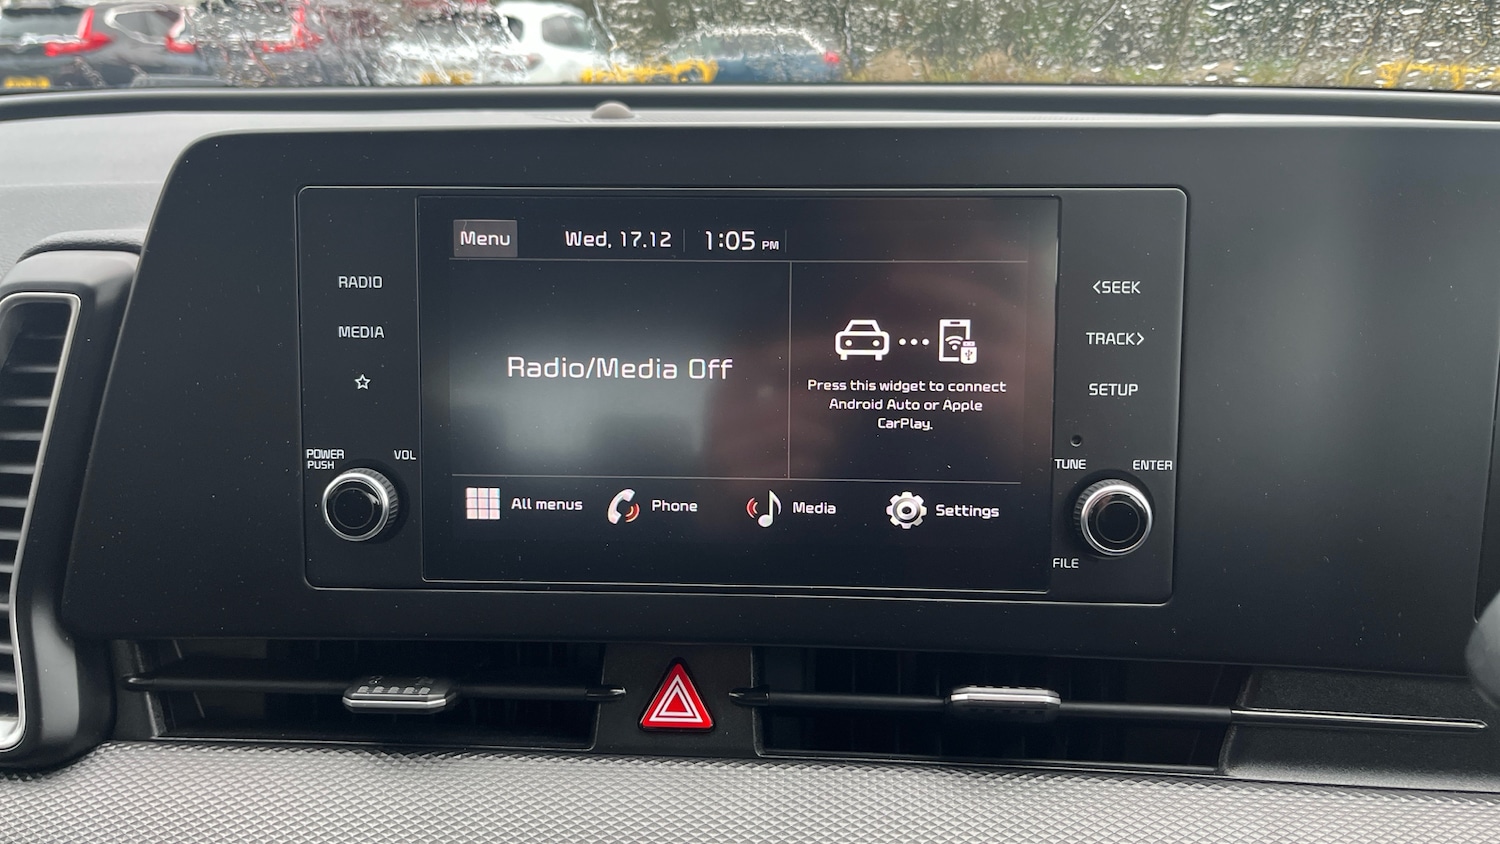 Menu
Wed, 17.12
1:05 PM
RADIO
MEDIA
POWER
PUSH
VOL
Radio/Media Off
Press this widget to connect
Android Auto or Apple
CarPlay.
All menus
Phone
Media
Settings
<SEEK
TRACK>
SETUP
TUNE
ENTER
FILE